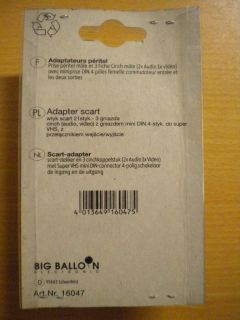 F Adaptateurs péritel
Prise péritel mâle et 3 fiche Cinch mâle (2x Audio 1x vidéo)
avec miniprise DIN 4 pôles femelle commutateur entrée et
les deux sorties
PL Adapter scart
wtyk scart 21styk.- 3 gniazda
cinch (audio, video) z gniazdem mini DIN 4-styk. do super
VHS, z
przełącznikiem wejście/wyjście
NL Scart-adapter
scart-stekker en 3 cinchkoppelstuk (2x Audio 1x Video)
met Super VHS mini DIN-connector 4-polig schakelaar
de ingang en de uitgang
4 013649 160475
BIG BALLOON
ELECTRONIC
D
Art.Nr. 16047